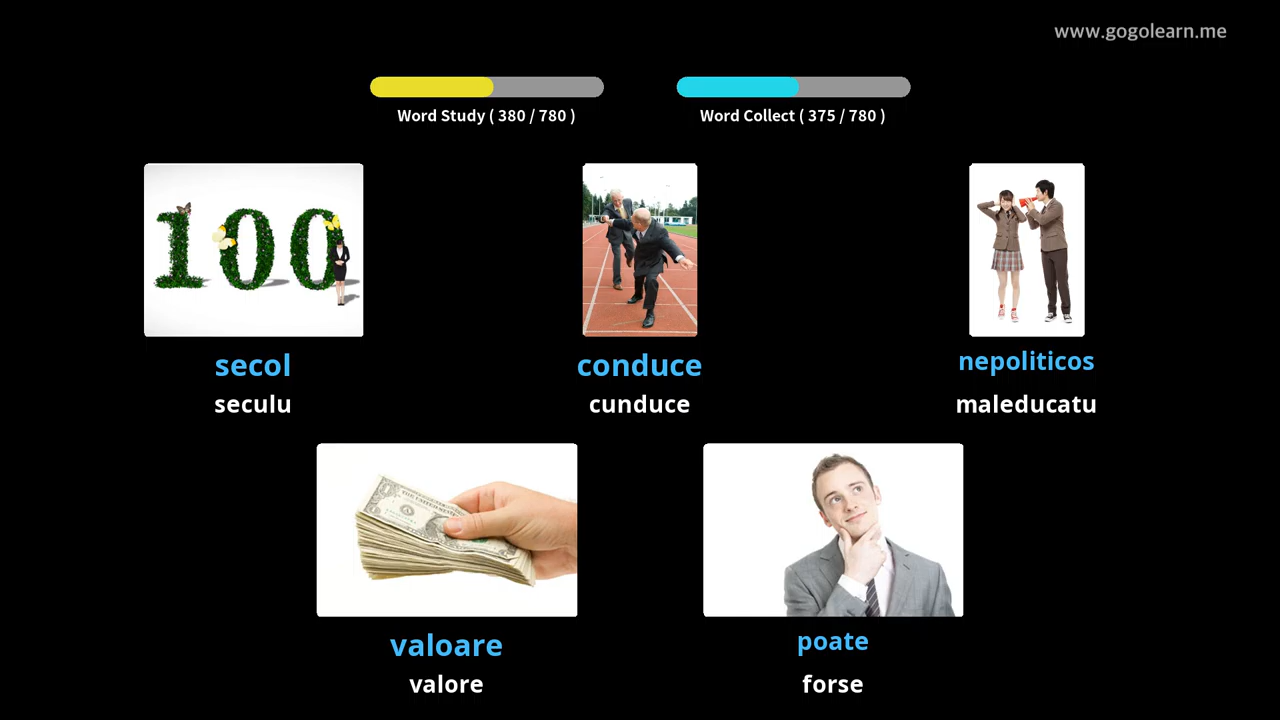 www.gogolearn.me
Word Study ( 380 / 780 )
Word Collect ( 375 / 780 )
100
secol
seculu
conduce
cunduce
nepoliticos
maleducatu
valoare
valore
poate
forse